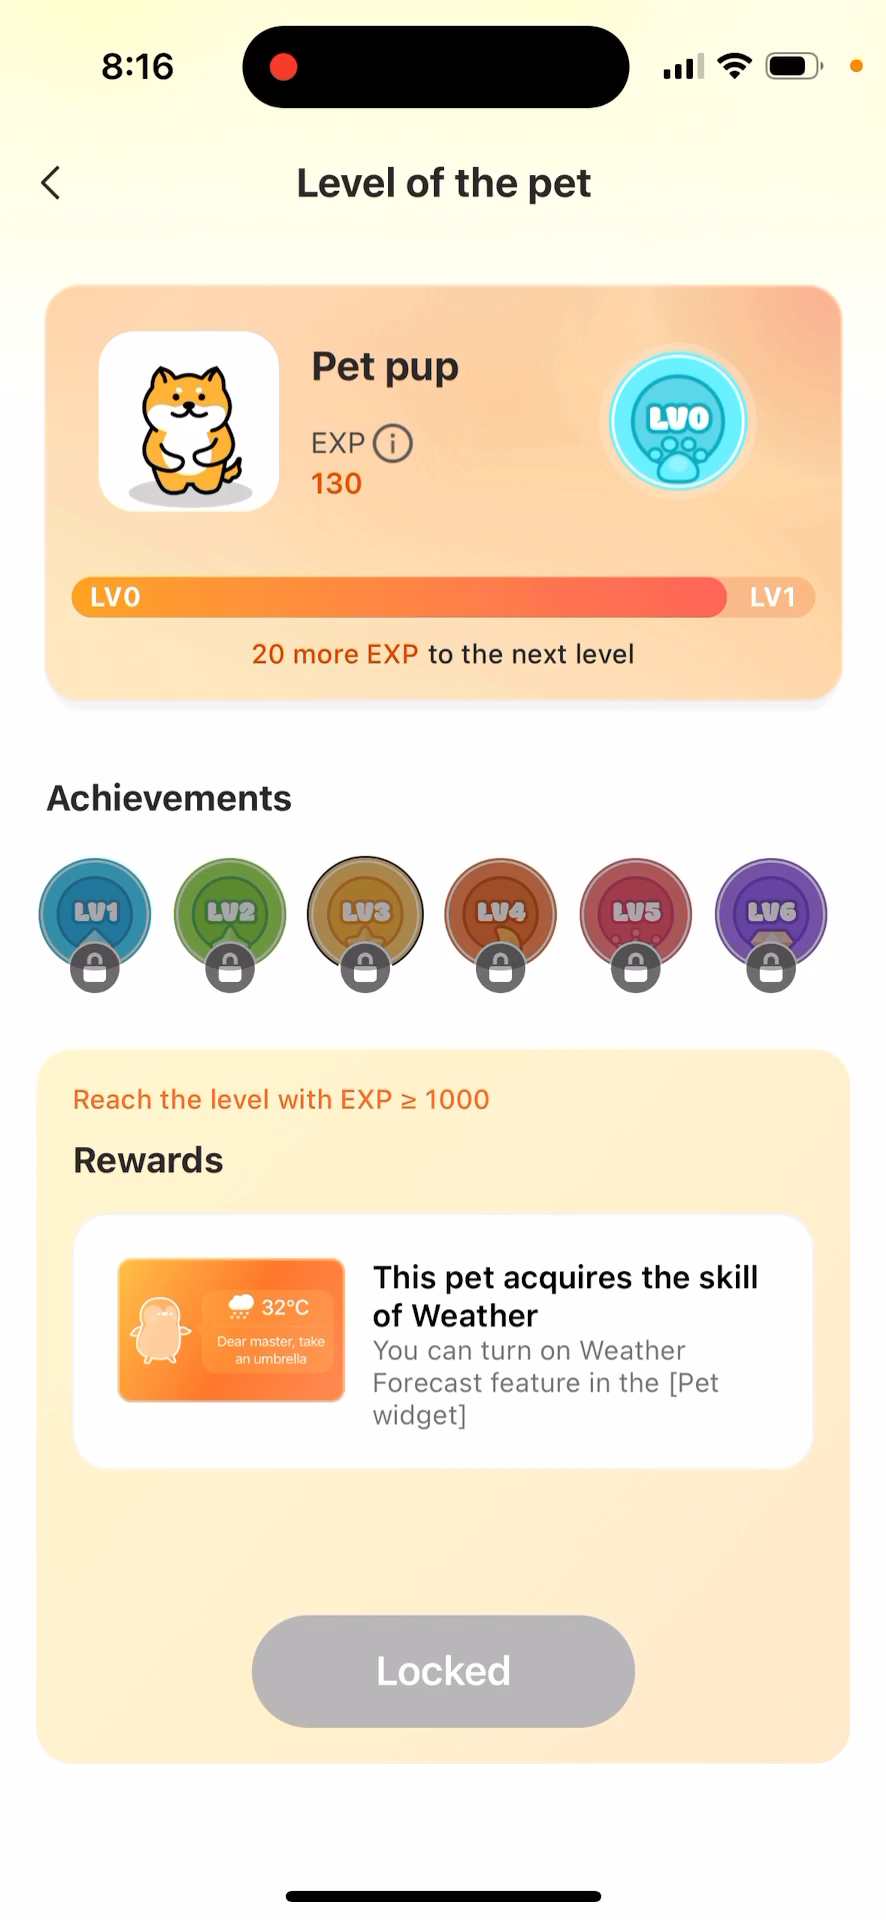 8:16
Level of the pet
Pet pup
LV0
EXP
130
LV0
LV1
20 more EXP to the next level
Achievements
LV1
LV2
LV3
LV4
LV5
LV6
Reach the level with EXP ≥ 1000
Rewards
32°C
Dear master, take
an umbrella
This pet acquires the skill
of Weather
You can turn on Weather
Forecast feature in the [Pet
widget]
Locked